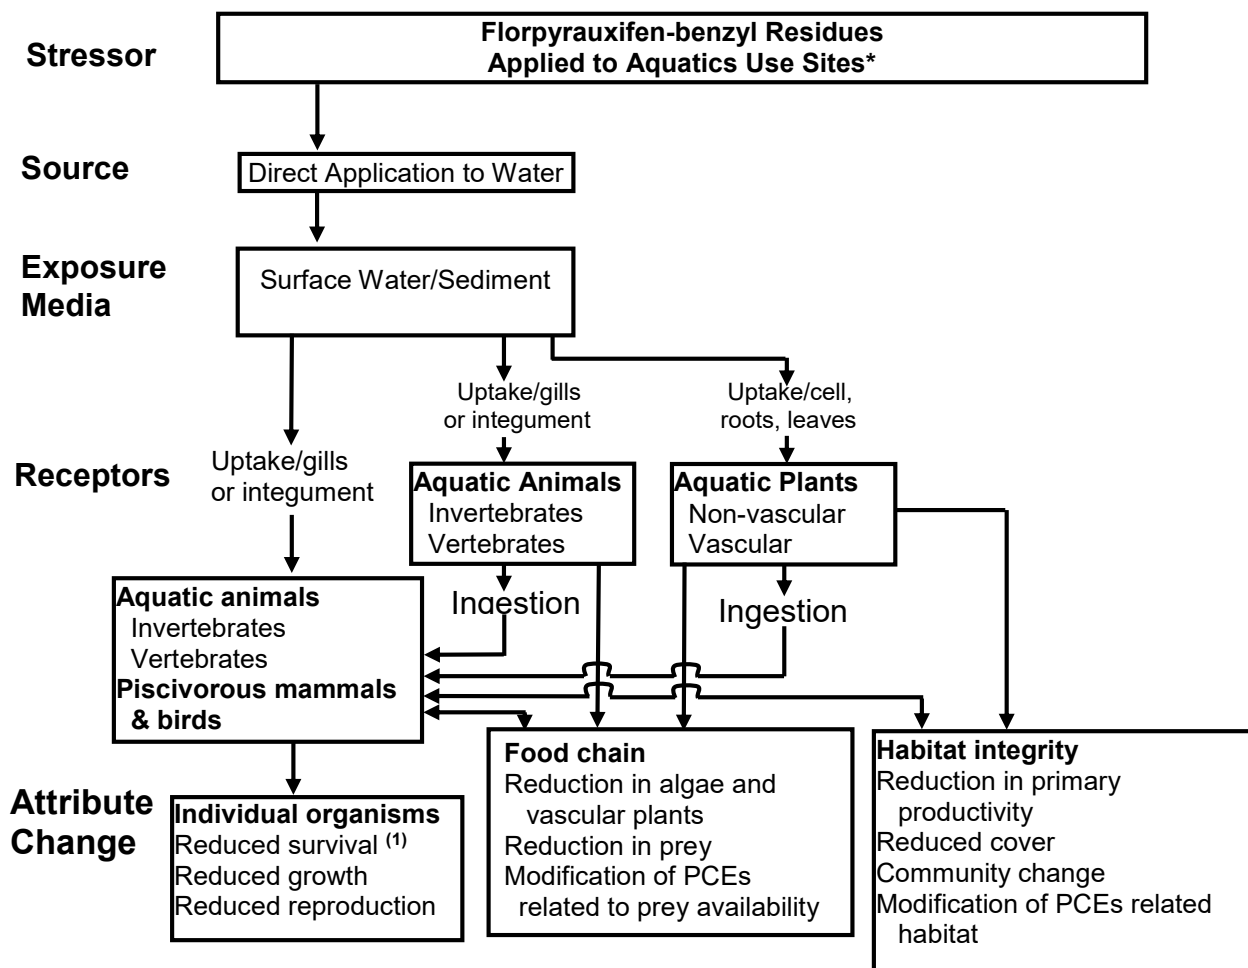 Stressor
Florpyrauxifen-benzyl Residues
Applied to Aquatics Use Sites*
Source
Direct Application to Water
Exposure
Media
Surface Water/Sediment
Uptake/gills
or integument
Uptake/cell,
roots, leaves
Receptors
Uptake/gills
or integument
Aquatic Animals
Invertebrates
Vertebrates
Aquatic Plants
Non-vascular
Vascular
Ingestion
Ingestion
Aquatic animals
Invertebrates
Vertebrates
Piscivorous mammals
& birds
Attribute
Change
Individual organisms
Reduced survival (1)
Reduced growth
Reduced reproduction
Food chain
Reduction in algae and
vascular plants
Reduction in prey
Modification of PCEs
related to prey availability
Habitat integrity
Reduction in primary
productivity
Reduced cover
Community change
Modification of PCEs related
habitat